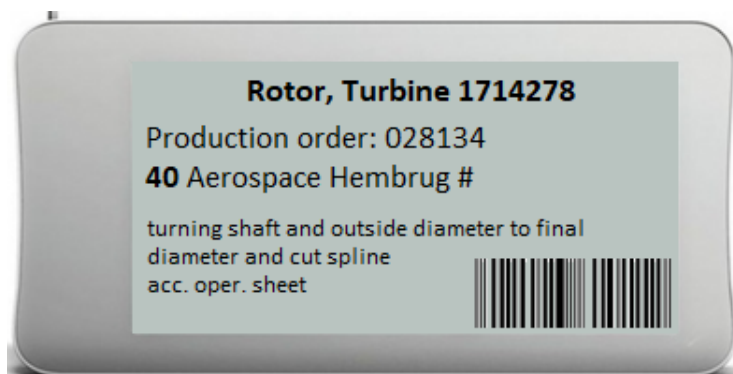 Rotor, Turbine 1714278
Production order: 028134
40 Aerospace Hembrug #
turning shaft and outside diameter to final
diameter and cut spline
acc. oper. sheet